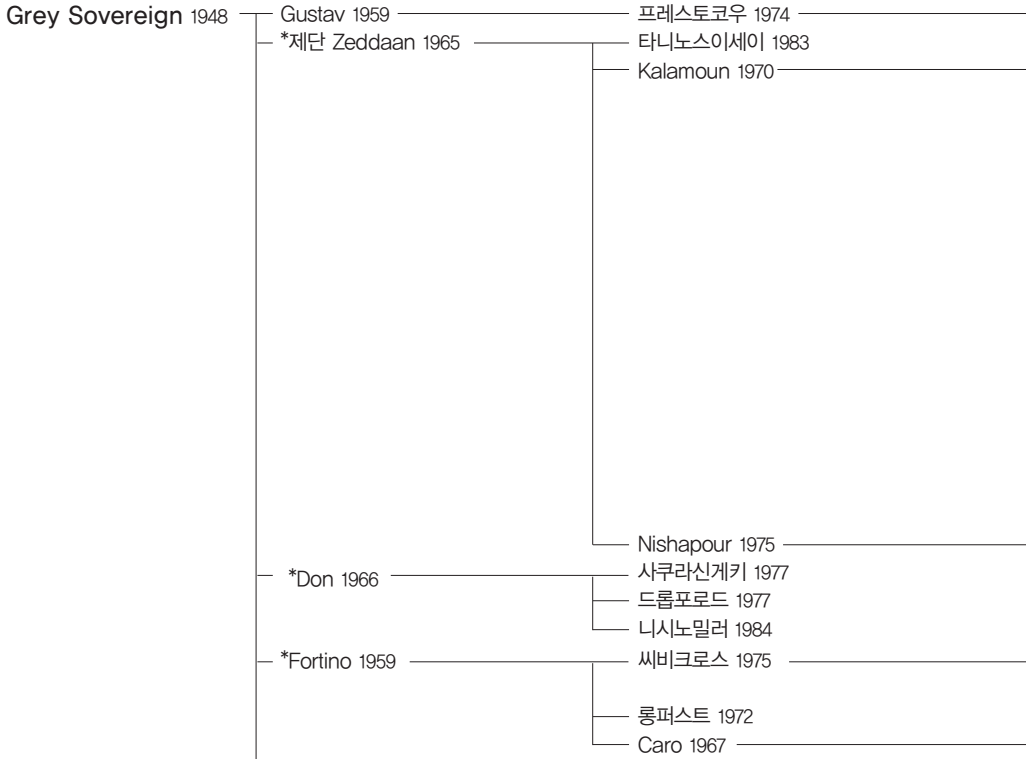 Grey Sovereign 1948 Gustav 1959 프레스토코우 1974
*제단 Zeddaan 1965 타니노스이세이 1983
Kalamoun 1970
Nishapour 1975
*Don 1966 사쿠라신게키 1977
드롭포로드 1977
니시노밀러 1984
*Fortino 1959 씨비크로스 1975
롱퍼스트 1972
Caro 1967